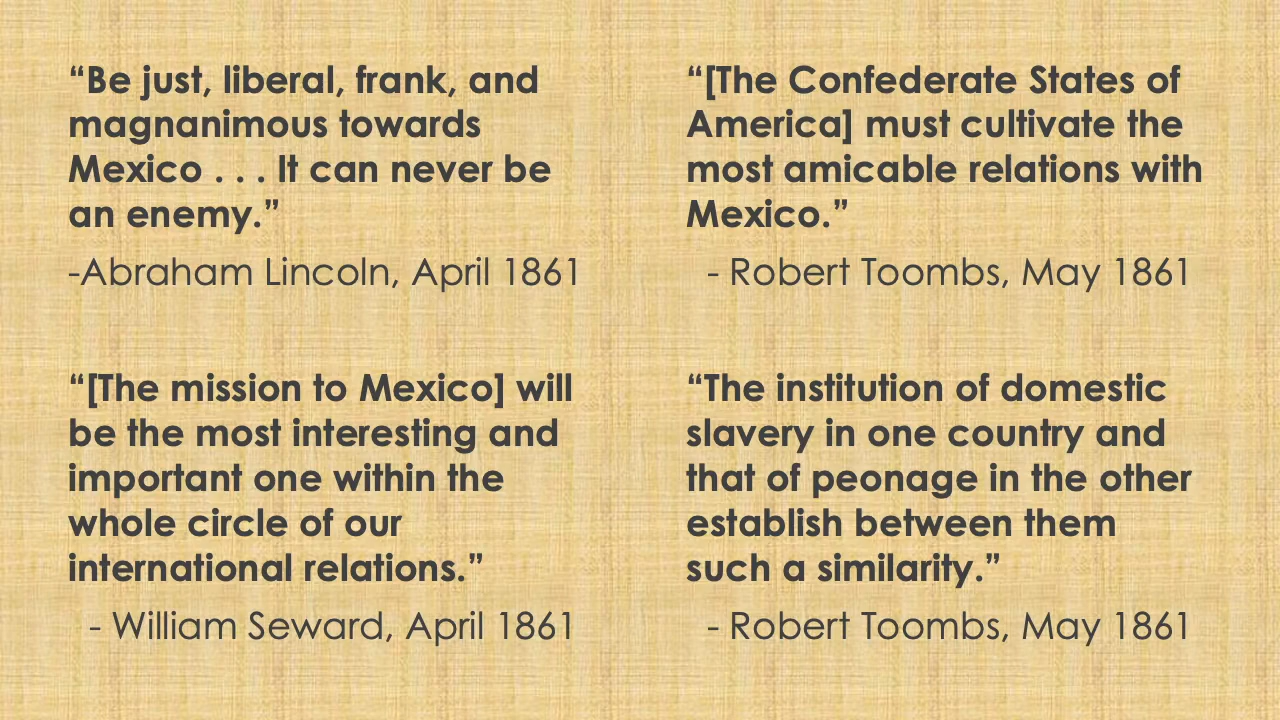 “Be just, liberal, frank, and
magnanimous towards
Mexico . . . It can never be
an enemy.”
-Abraham Lincoln, April 1861
“[The mission to Mexico] will
be the most interesting and
important one within the
whole circle of our
international relations.”
- William Seward, April 1861
“[The Confederate States of
America] must cultivate the
most amicable relations with
Mexico.”
- Robert Toombs, May 1861
“The institution of domestic
slavery in one country and
that of peonage in the other
establish between them
such a similarity.”
- Robert Toombs, May 1861